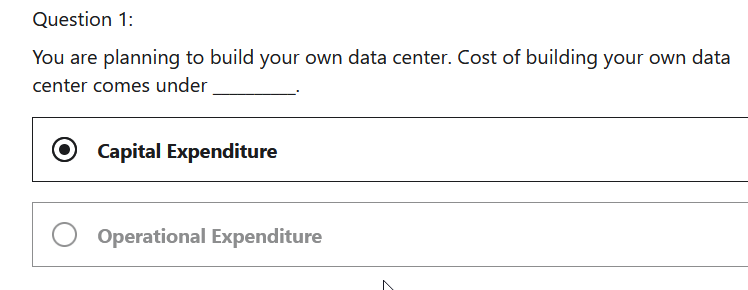 Question 1:
You are planning to build your own data center. Cost of building your own data
center comes under _________.
Capital Expenditure
Operational Expenditure